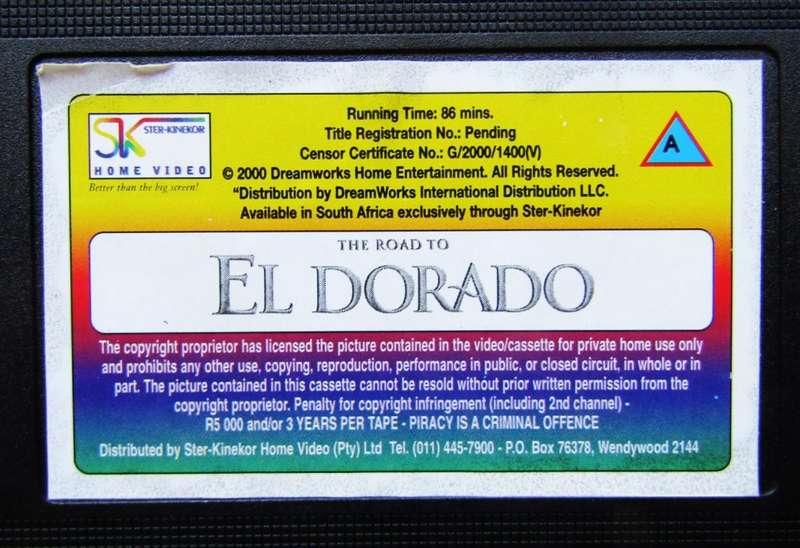 SK STER-KINEKOR
HOME VIDEO
Better than the big screen!
Running Time: 86 mins.
Title Registration No.: Pending
Censor Certificate No.: G/2000/1400(V)
© 2000 Dreamworks Home Entertainment. All Rights Reserved.
“Distribution by DreamWorks International Distribution LLC.
Available in South Africa exclusively through Ster-Kinekor
A
THE ROAD TO
EL DORADO
The copyright proprietor has licensed the picture contained in the video/cassette for private home use only
and prohibits any other use, copying, reproduction, performance in public, or closed circuit, in whole or in
part. The picture contained in this cassette cannot be resold without prior written permission from the
copyright proprietor. Penalty for copyright infringement (including 2nd channel) -
R5 000 and/or 3 YEARS PER TAPE - PIRACY IS A CRIMINAL OFFENCE
Distributed by Ster-Kinekor Home Video (Pty) Ltd Tel. (011) 445-7900 - P.O. Box 76378, Wendywood 2144